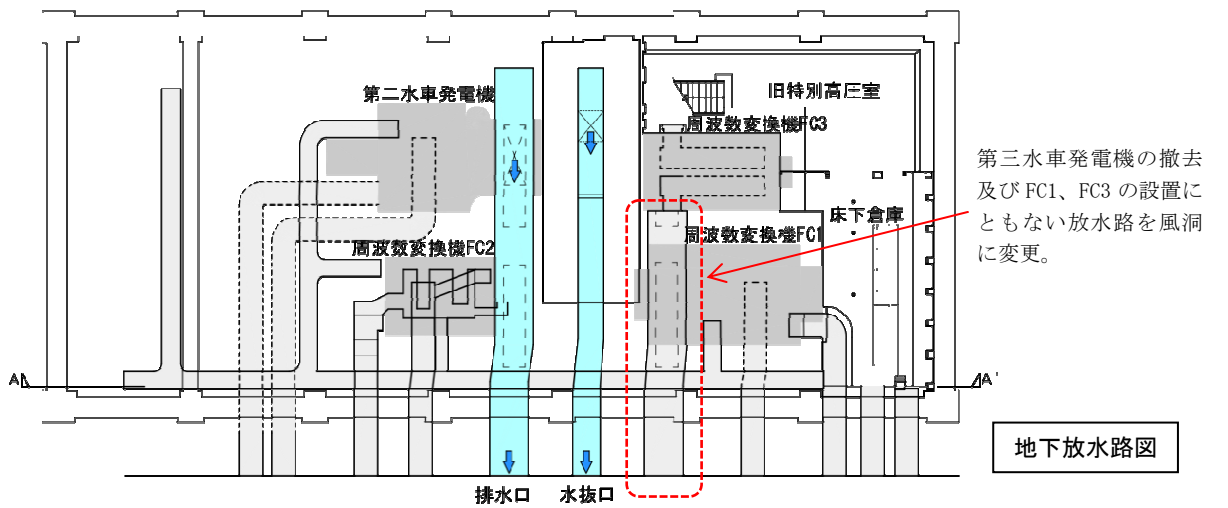 第二水車発電機
旧特別高圧室
周波数変換機FC3
第三水車発電機の撤去
及びFC1、FC3の設置に
ともない放水路を風洞
に変更。
床下倉庫
周波数変換機FC1
周波数変換機FC2
A
A'
地下放水路図
排水口
水抜口